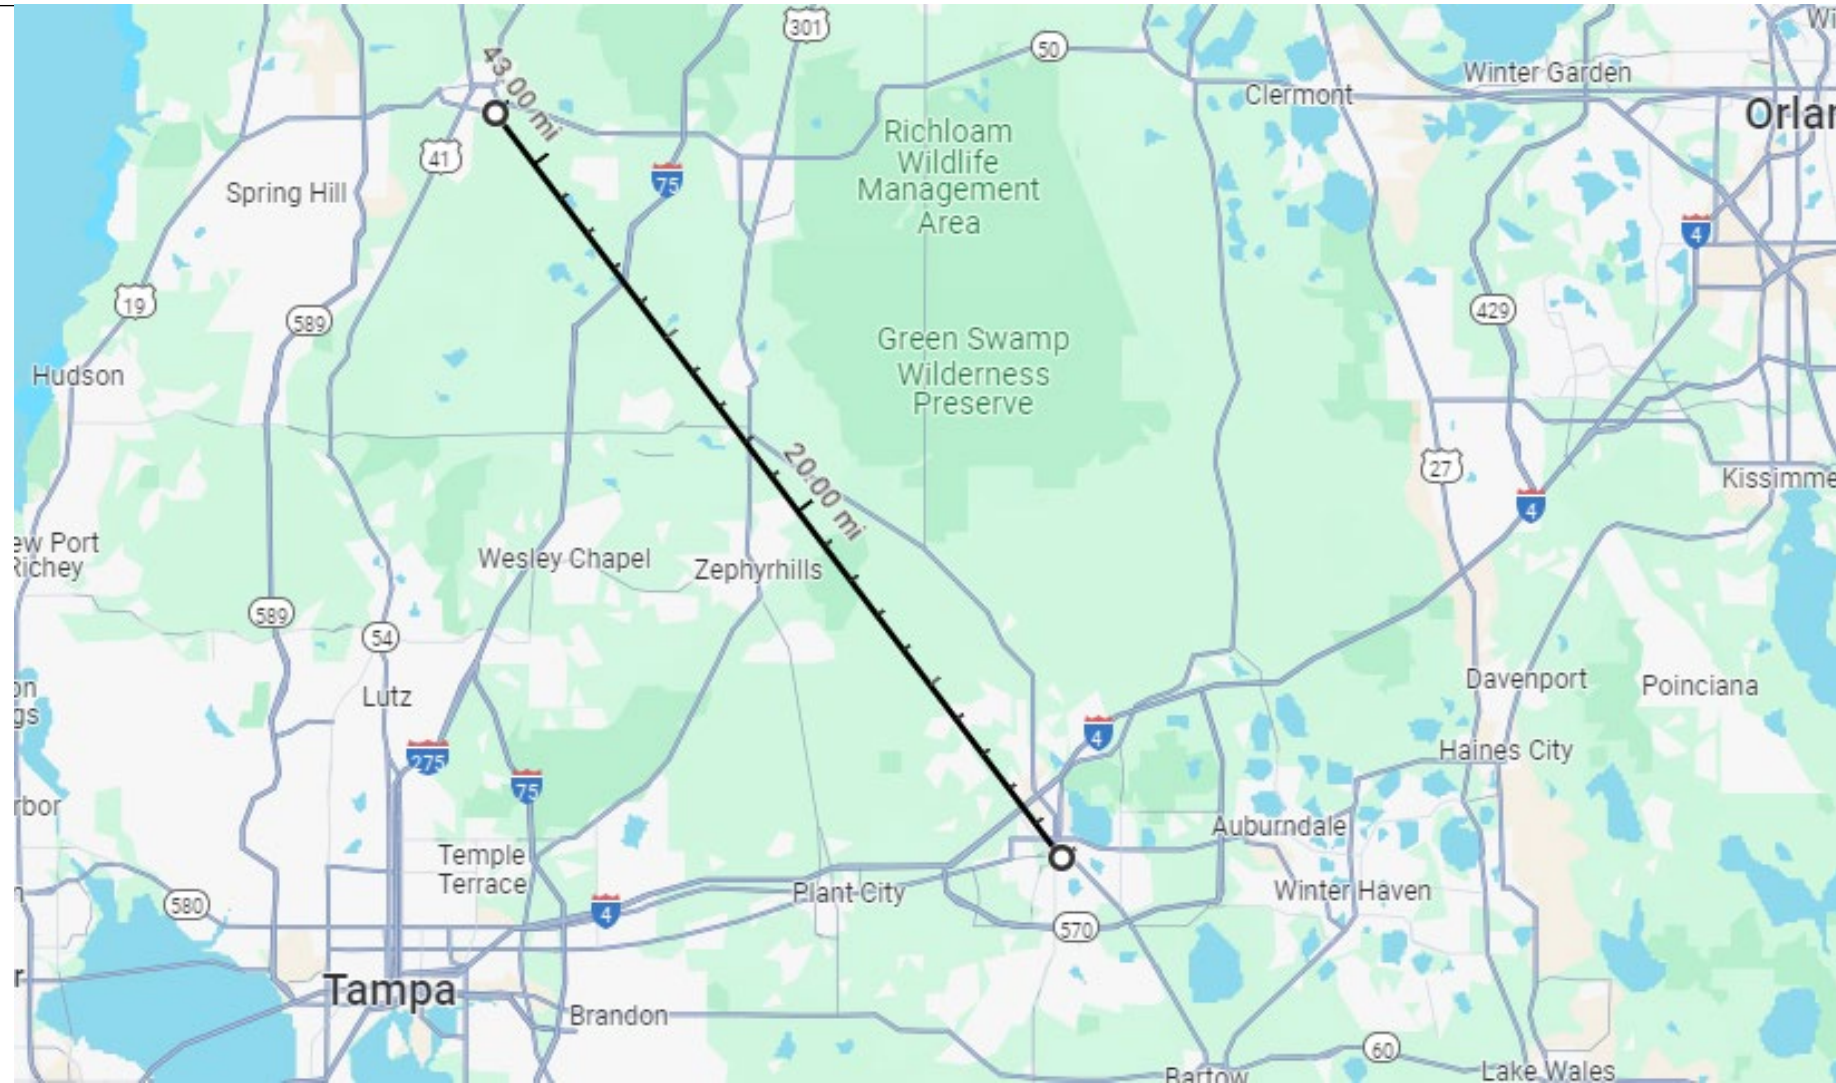 301
50
Winter Garden
Clermont
43.00 mi
Richloam
Wildlife
Management
Area
41
75
Spring Hill
4
19
589
429
Green Swamp
Wilderness
Preserve
Hudson
27
Kissimme
20.00 mi
4
ew Port
Richey
Wesley Chapel
Zephyrhills
589
54
Lutz
on
gs
Davenport
Poinciana
4
275
75
Haines City
rbor
Auburndale
Temple
Terrace
Plant City
Winter Haven
580
4
570
Tampa
Brandon
60
Bartow
Lake Wales